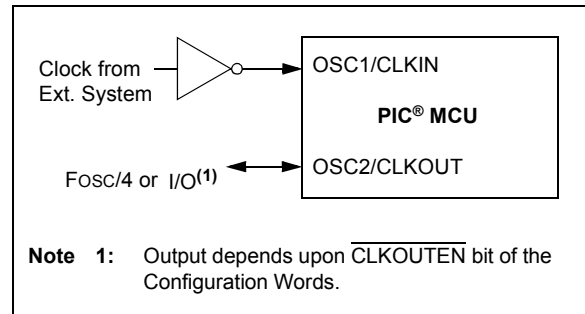 Clock from
Ext. System
OSC1/CLKIN
PIC® MCU
FOSC/4 or I/O(1)
OSC2/CLKOUT
Note 1: Output depends upon CLKOUTEN bit of the
Configuration Words.